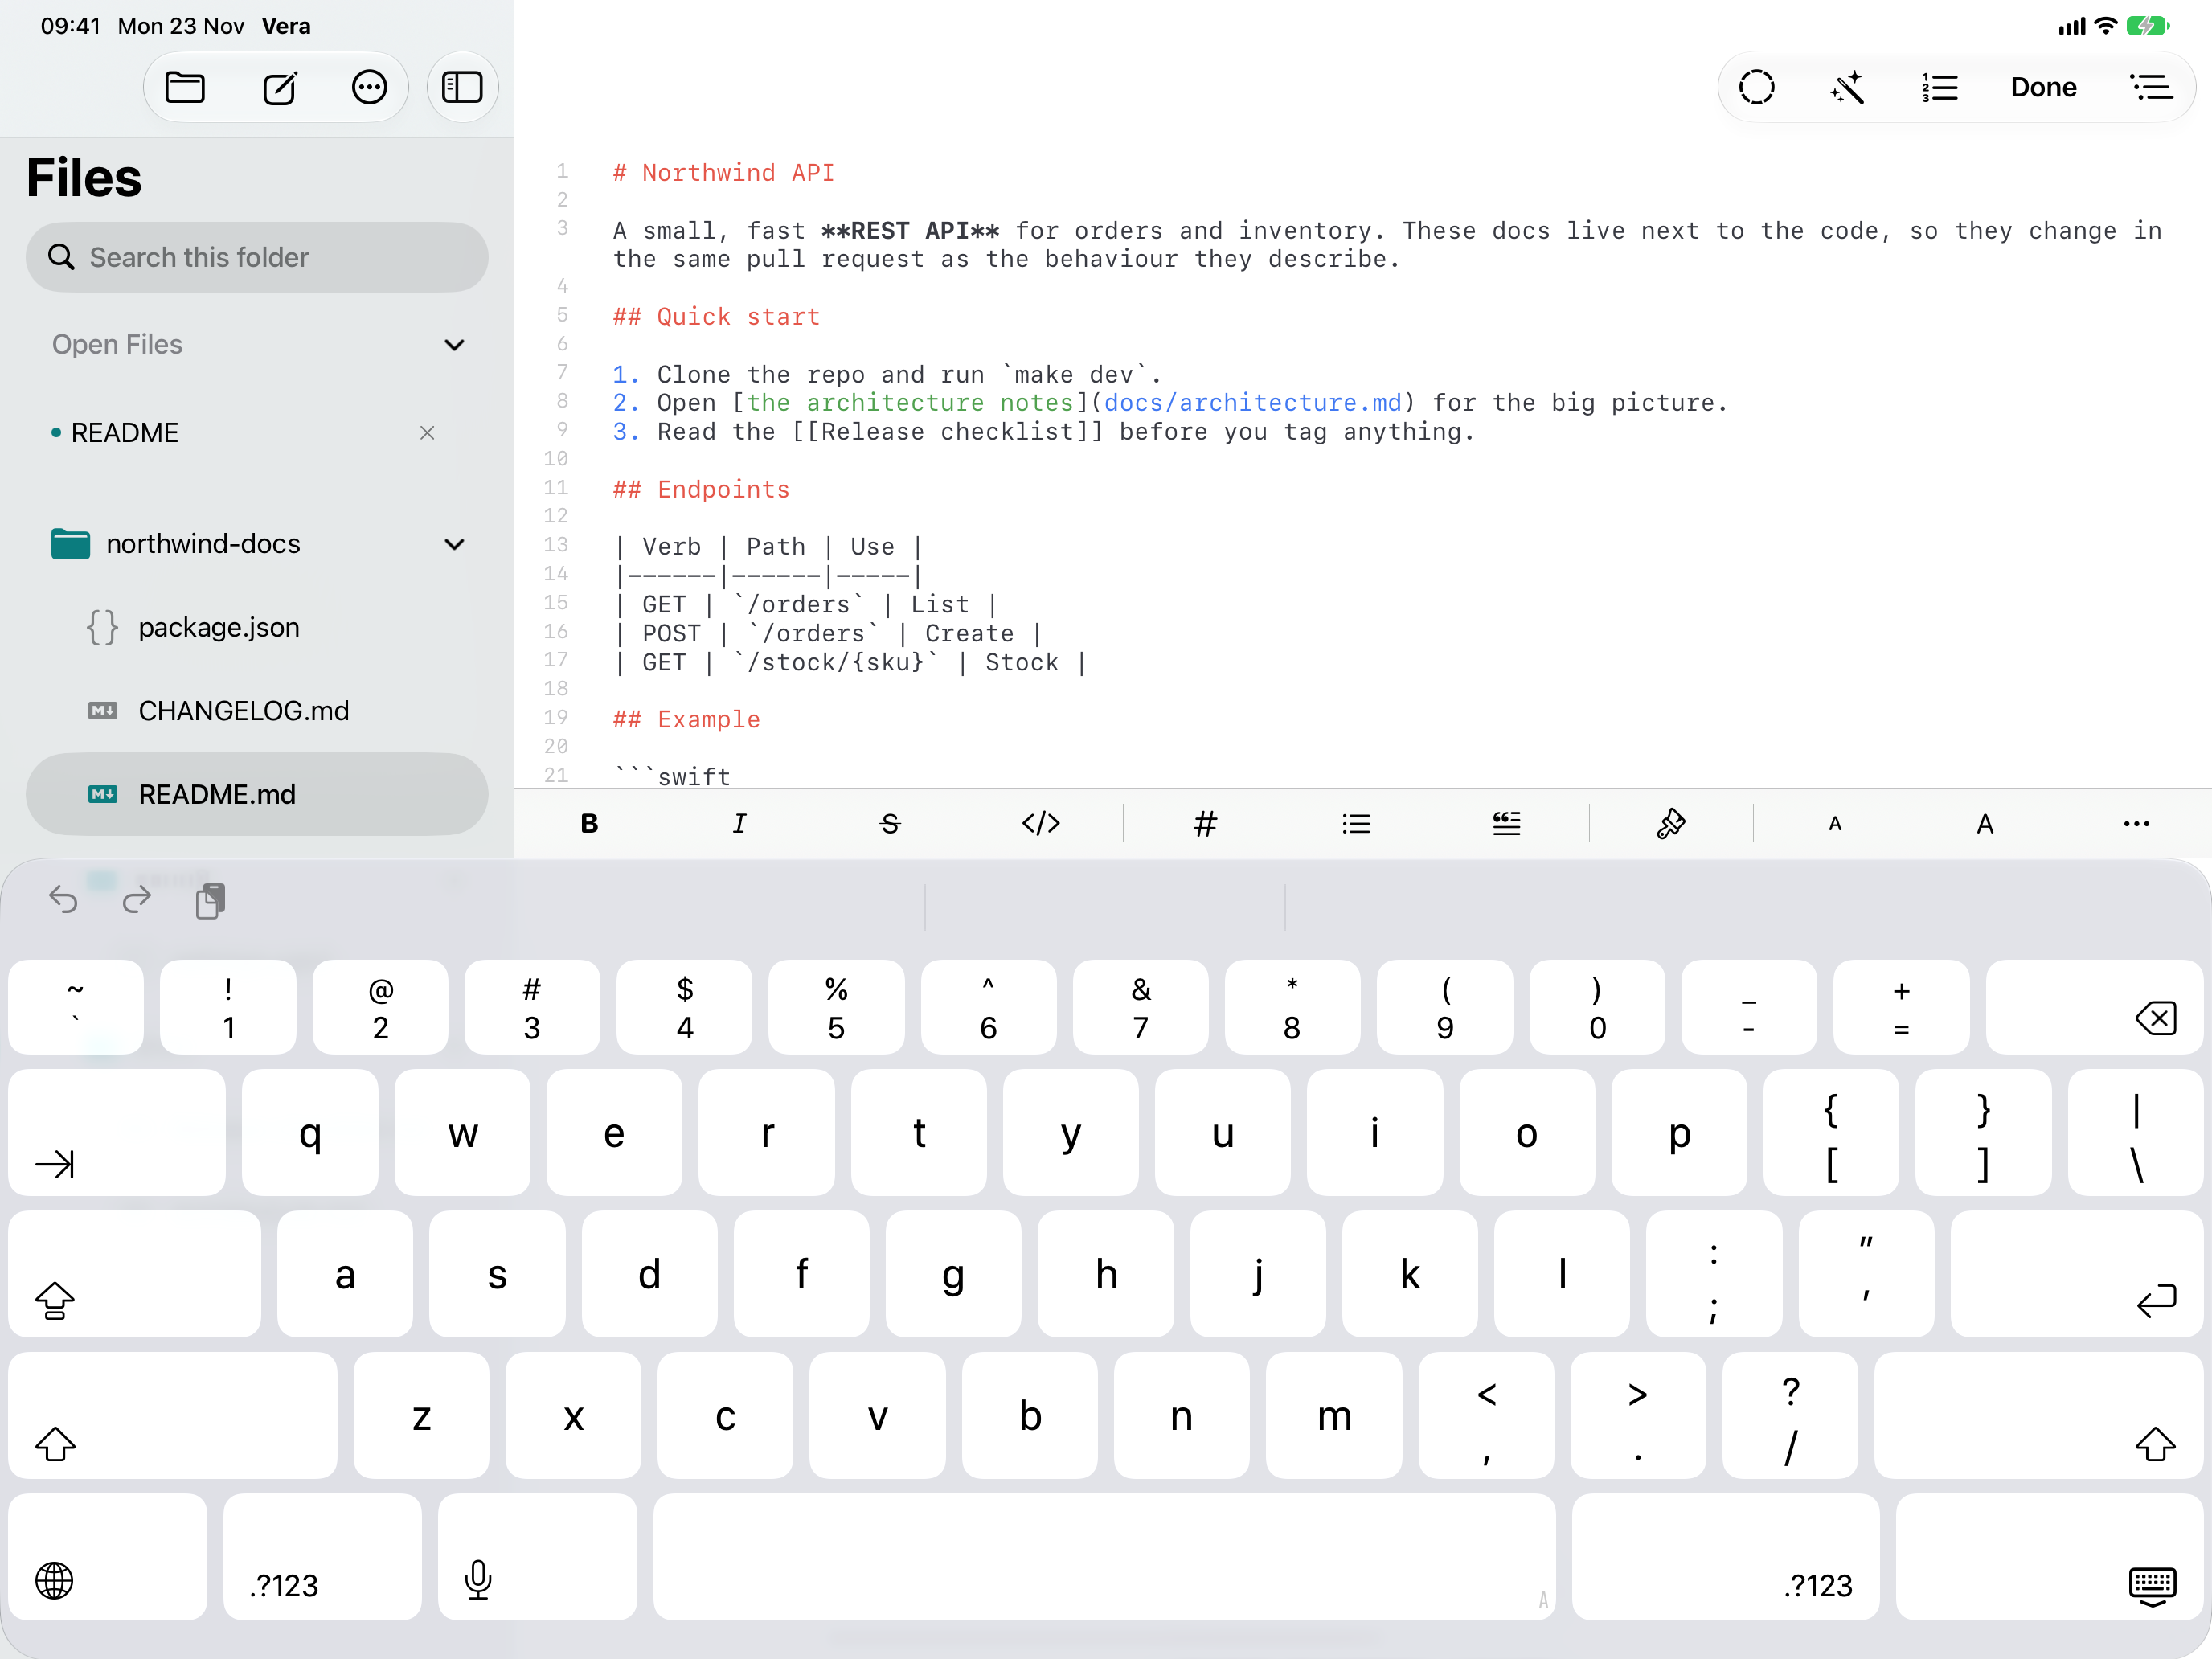 09:41 Mon 23 Nov Vera
Done
Files
Search this folder
Open Files
README
northwind-docs
package.json
CHANGELOG.md
README.md
1 # Northwind API
2
3 A small, fast **REST API** for orders and inventory. These docs live next to the code, so they change in
the same pull request as the behaviour they describe.
4
5 ## Quick start
6
7 1. Clone the repo and run `make dev`.
8 2. Open [the architecture notes](docs/architecture.md) for the big picture.
9 3. Read the [[Release checklist]] before you tag anything.
10
11 ## Endpoints
12
13 | Verb | Path | Use |
14 |------|------|-----|
15 | GET | `/orders` | List |
16 | POST | `/orders` | Create |
17 | GET | `/stock/{sku}` | Stock |
18
19 ## Example
20
21 ```swift
B I S </> # A A
~ ! @ # $ % ^ & * ( ) _ +
` 1 2 3 4 5 6 7 8 9 0 - =
q w e r t y u i o p { } |
[ ] \
a s d f g h j k l : "
; '
z x c v b n m < > ?
, . /
.?123 A .?123